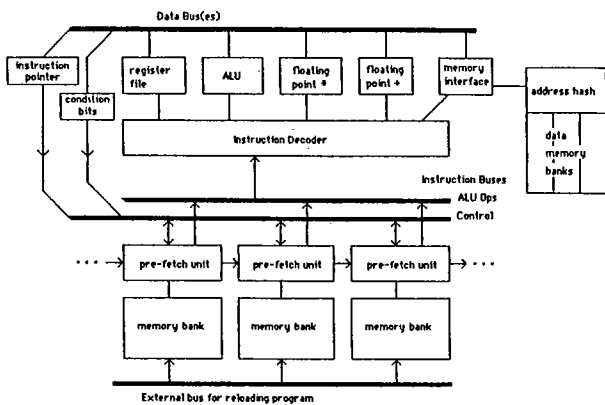 Data Bus(es)
instruction
pointer
condition
bits
register
file
ALU
floating
point *
floating
point +
memory
interface
address hash
data
memory
banks
Instruction Decoder
Instruction Buses
ALU Ops
Control
• • •
pre-fetch unit
pre-fetch unit
pre-fetch unit
• • •
memory bank
memory bank
memory bank
External bus for reloading program